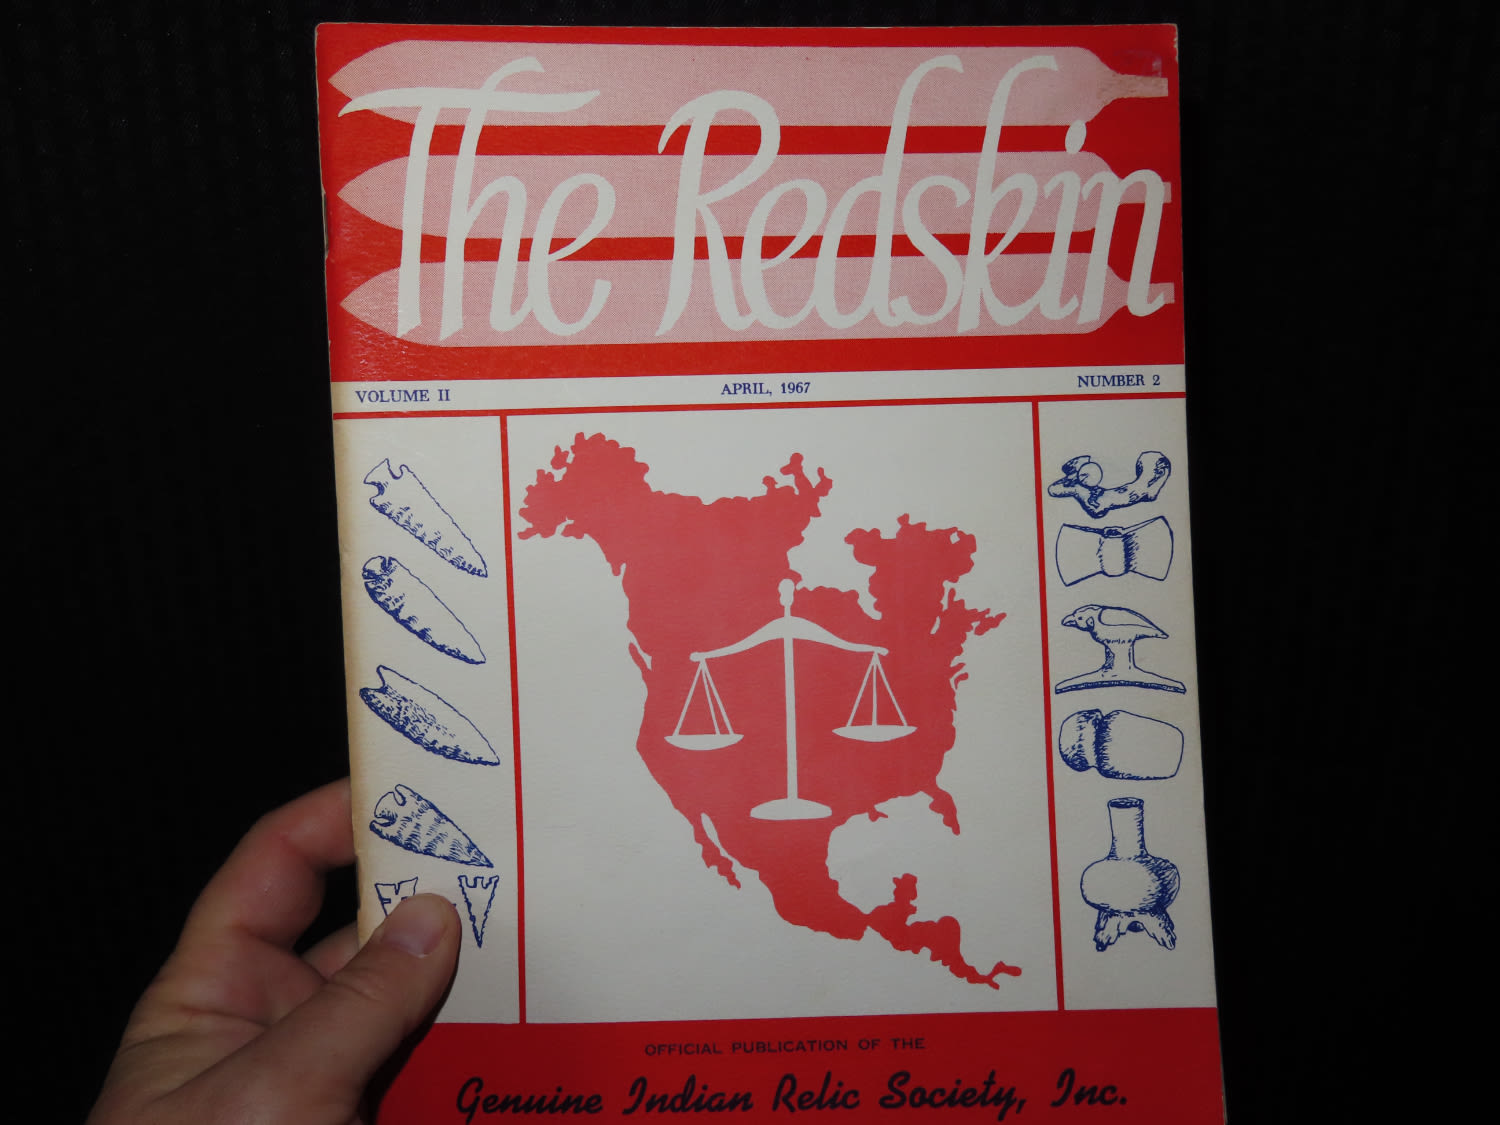 The Redskin
VOLUME II APRIL, 1967 NUMBER 2
OFFICIAL PUBLICATION OF THE
Genuine Indian Relic Society, Inc.